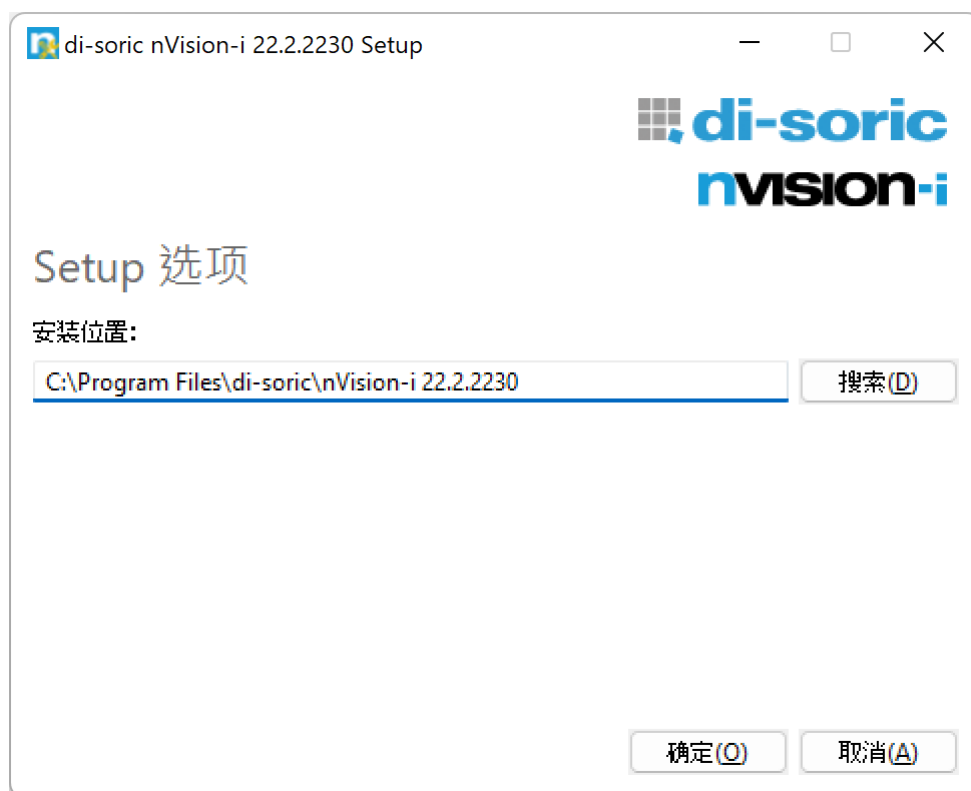 di-soric nVision-i 22.2.2230 Setup
di-soric
nvision-i
Setup 选项
安装位置:
C:\Program Files\di-soric\nVision-i 22.2.2230
搜索(D)
确定(O)
取消(A)